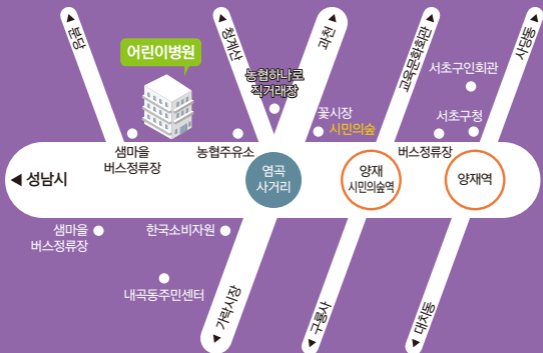 ◀ 분당
◀ 청계산
과천 ▶
교육문화회관 ▶
사당동 ▶
어린이병원
농협하나로
직거래장
서초구인회관
꽃시장
시민의숲
서초구청
샘마을
버스정류장
농협주유소
버스정류장
◀ 성남시
염곡
사거리
양재
시민의숲역
양재역
샘마을
버스정류장
한국소비자원
내곡동주민센터
◀ 가락시장
◀ 구룡사
◀ 대치동